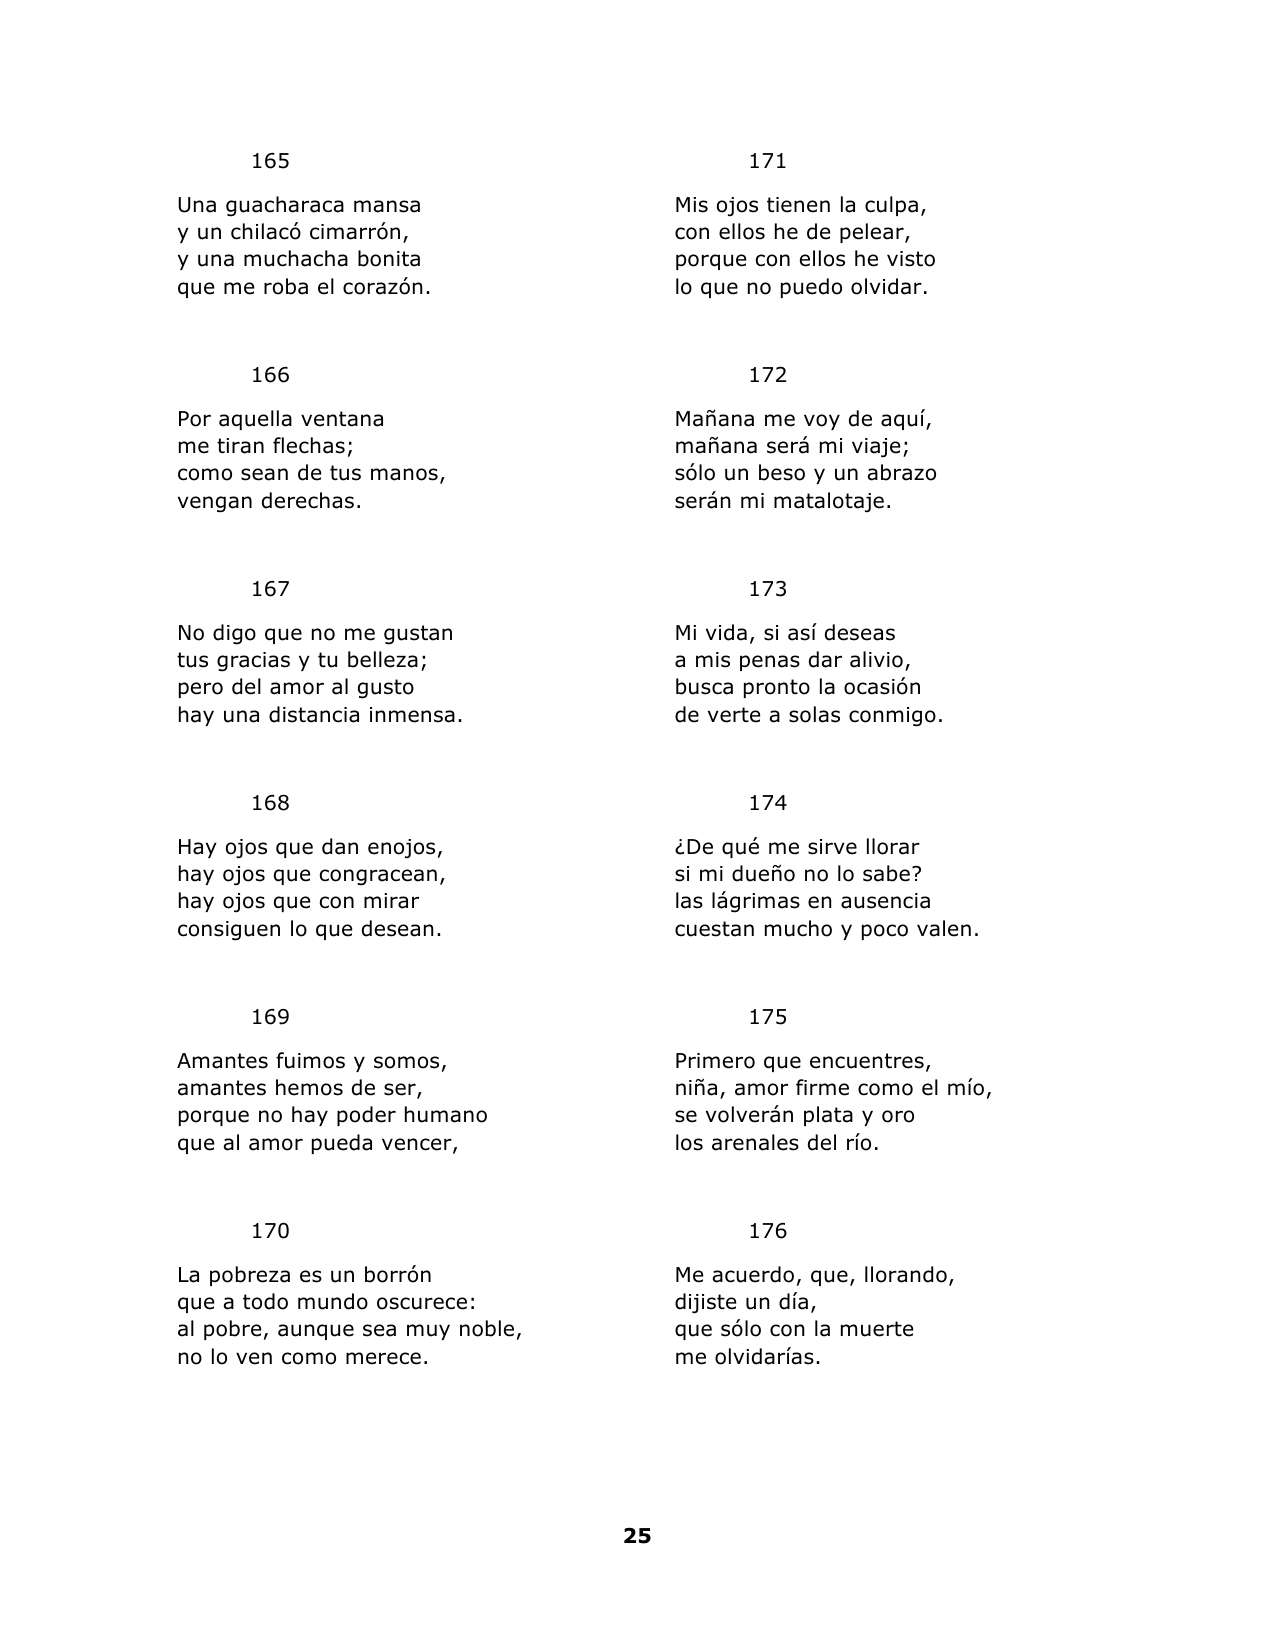 165
Una guacharaca mansa
y un chilacó cimarrón,
y una muchacha bonita
que me roba el corazón.
166
Por aquella ventana
me tiran flechas;
como sean de tus manos,
vengan derechas.
167
No digo que no me gustan
tus gracias y tu belleza;
pero del amor al gusto
hay una distancia inmensa.
168
Hay ojos que dan enojos,
hay ojos que congracean,
hay ojos que con mirar
consiguen lo que desean.
169
Amantes fuimos y somos,
amantes hemos de ser,
porque no hay poder humano
que al amor pueda vencer,
170
La pobreza es un borrón
que a todo mundo oscurece:
al pobre, aunque sea muy noble,
no lo ven como merece.
171
Mis ojos tienen la culpa,
con ellos he de pelear,
porque con ellos he visto
lo que no puedo olvidar.
172
Mañana me voy de aquí,
mañana será mi viaje;
sólo un beso y un abrazo
serán mi matalotaje.
173
Mi vida, si así deseas
a mis penas dar alivio,
busca pronto la ocasión
de verte a solas conmigo.
174
¿De qué me sirve llorar
si mi dueño no lo sabe?
las lágrimas en ausencia
cuestan mucho y poco valen.
175
Primero que encuentres,
niña, amor firme como el mío,
se volverán plata y oro
los arenales del río.
176
Me acuerdo, que, llorando,
dijiste un día,
que sólo con la muerte
me olvidarías.
25